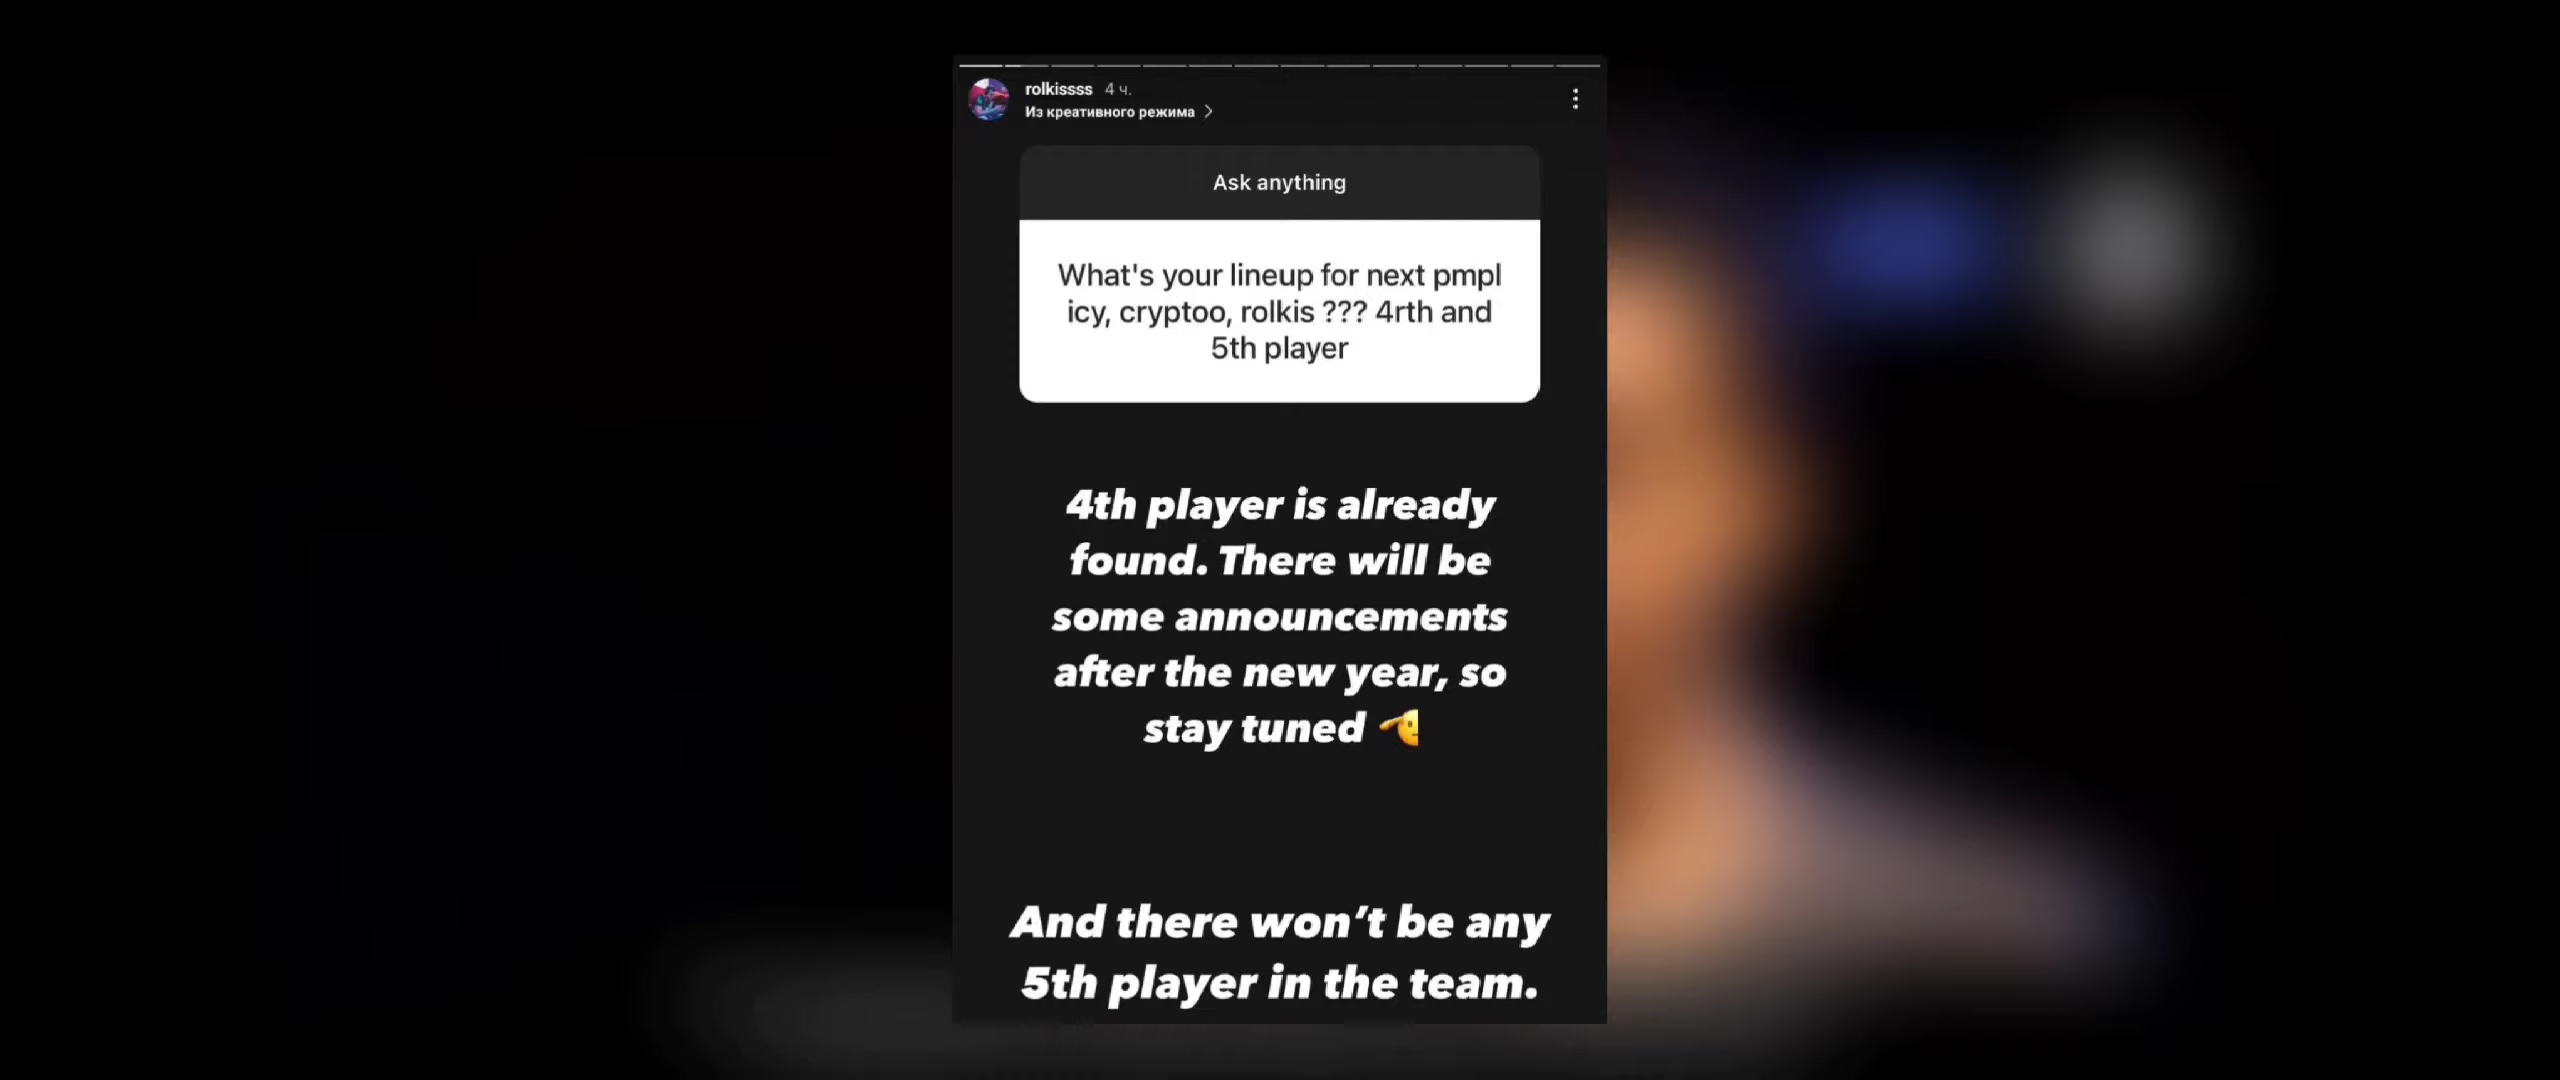 rolkissss 4 ч.
Из креативного режима
Ask anything
What's your lineup for next pmpl
icy, cryptoo, rolkis ??? 4rth and
5th player
4th player is already
found. There will be
some announcements
after the new year, so
stay tuned
And there won't be any
5th player in the team.